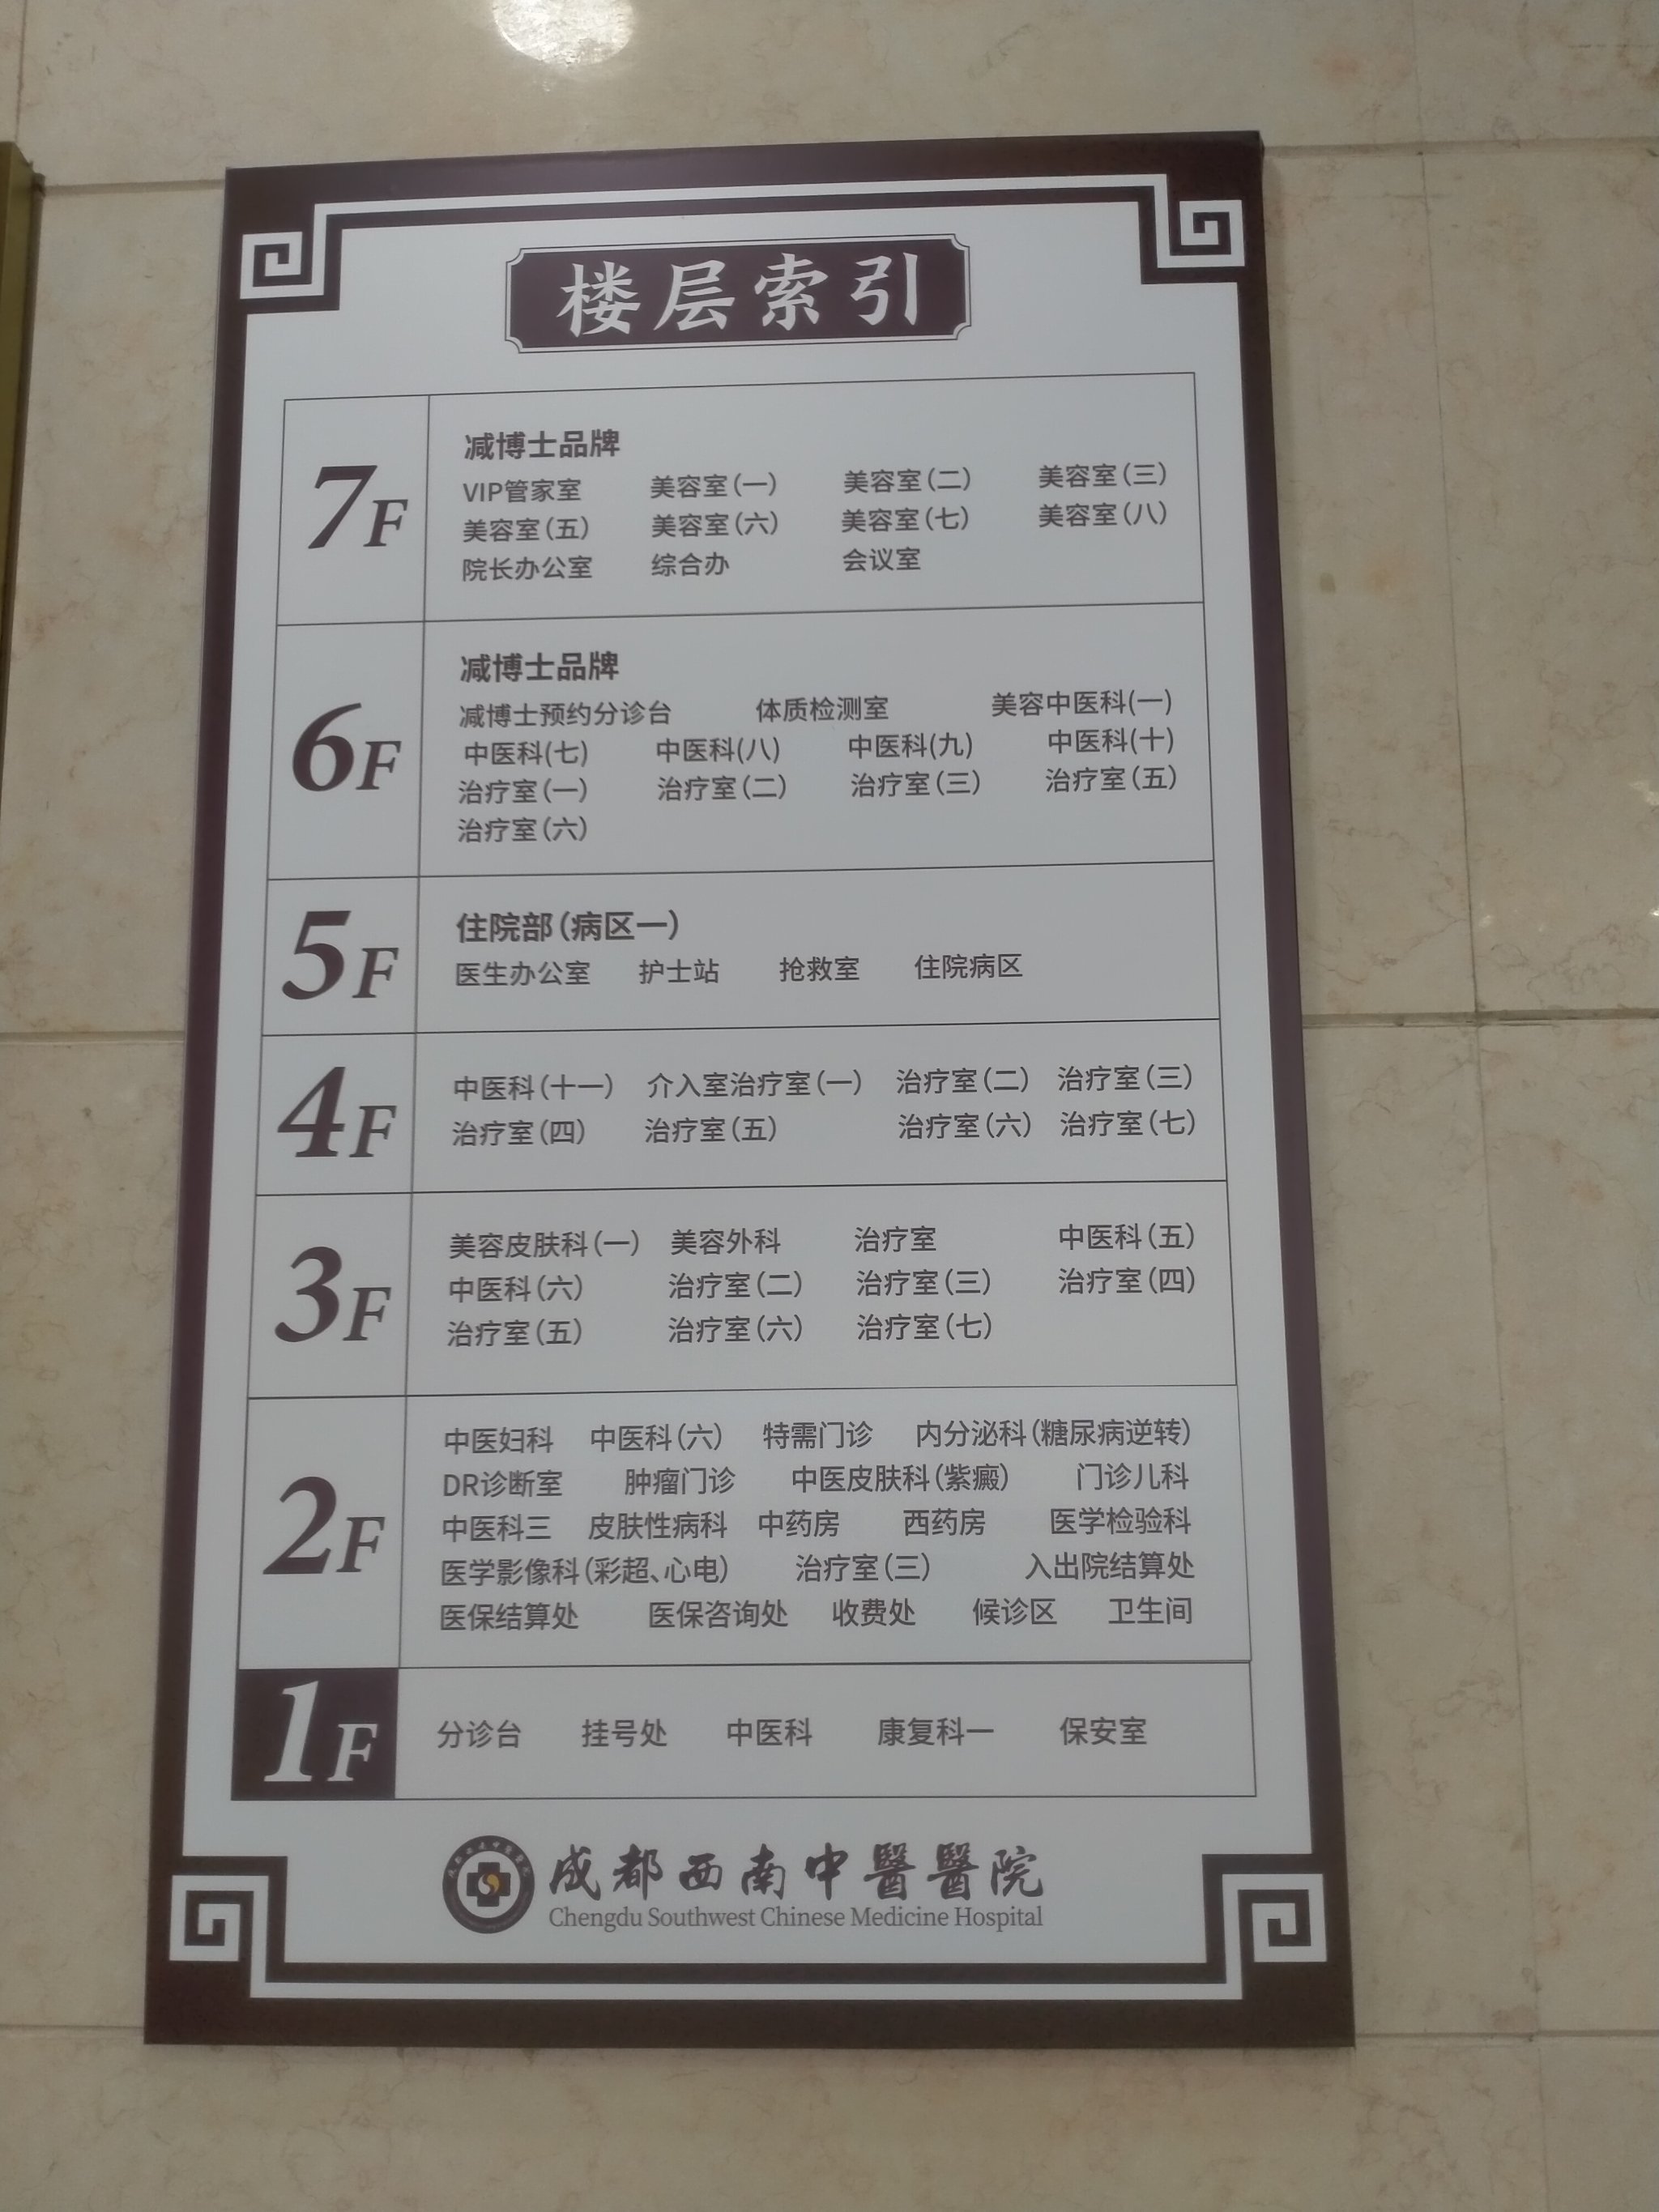 楼层索引
7F
减博士品牌
VIP管家室 美容室(一) 美容室(二) 美容室(三)
美容室(五) 美容室(六) 美容室(七) 美容室(八)
院长办公室 综合办 会议室
6F
减博士品牌
减博士预约分诊台 体质检测室 美容中医科(一)
中医科(七) 中医科(八) 中医科(九) 中医科(十)
治疗室(一) 治疗室(二) 治疗室(三) 治疗室(五)
治疗室(六)
5F
住院部(病区一)
医生办公室 护士站 抢救室 住院病区
4F
中医科(十一) 介入室治疗室(一) 治疗室(二) 治疗室(三)
治疗室(四) 治疗室(五) 治疗室(六) 治疗室(七)
3F
美容皮肤科(一) 美容外科 治疗室 中医科(五)
中医科(六) 治疗室(二) 治疗室(三) 治疗室(四)
治疗室(五) 治疗室(六) 治疗室(七)
2F
中医妇科 中医科(六) 特需门诊 内分泌科(糖尿病逆转)
DR诊断室 肿瘤门诊 中医皮肤科(紫癜) 门诊儿科
中医科三 皮肤性病科 中药房 西药房 医学检验科
医学影像科(彩超、心电) 治疗室(三) 入出院结算处
医保结算处 医保咨询处 收费处 候诊区 卫生间
1F
分诊台 挂号处 中医科 康复科一 保安室
成都西南中醫醫院
Chengdu Southwest Chinese Medicine Hospital